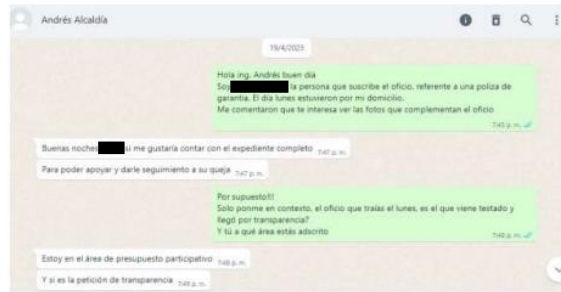 Andrés Alcaldía
19/4/2023
Hola ing. Andrés buen día
Soy la persona que suscribe el oficio, referente a una poliza de
garantía. El día lunes estuvieron por mi domicilio.
Me comentaron que te interesa ver las fotos que complementan el oficio
7:45 p. m.
Buenas noches si me gustaría contar con el expediente completo 7:47 p. m.
Para poder apoyar y darle seguimiento a su queja 7:47 p. m.
Por supuesto!!!
Solo ponme en contexto, el oficio que traías el lunes, es el que viene testado y
llegó por transparencia?
Y tú a qué área estás adscrito
7:48 p. m.
Estoy en el área de presupuesto participativo 7:48 p. m.
Y si es la petición de transparencia 7:48 p. m.